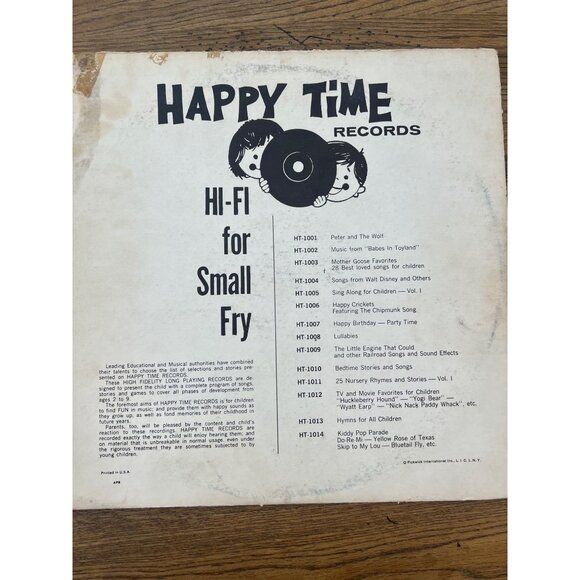 HAPPY TIME
RECORDS
HI-FI
for
Small
Fry
HT-1001 Peter and The Wolf
HT-1002 Music from "Babes In Toyland"
HT-1003 Mother Goose Favorites
28 Best loved songs for children
HT-1004 Songs from Walt Disney and Others
HT-1005 Sing Along for Children — Vol. 1
HT-1006 Happy Crickets
Featuring The Chipmunk Song
HT-1007 Happy Birthday — Party Time
HT-1008 Lullabies
HT-1009 The Little Engine That Could
and other Railroad Songs and Sound Effects
HT-1010 Bedtime Stories and Songs
HT-1011 25 Nursery Rhymes and Stories — Vol. I
HT-1012 TV and Movie Favorites for Children
"Huckleberry Hound" — "Yogi Bear" —
"Wyatt Earp" — "Nick Nack Paddy Whack", etc.
HT-1013 Hymns for All Children
HT-1014 Kiddy Pop Parade
Do-Re-Mi — Yellow Rose of Texas
Skip to My Lou — Bluetail Fly, etc.
Leading Educational and Musical authorities have combined
their talents to choose the list of selections and stories pre-
sented on HAPPY TIME RECORDS.
These HIGH FIDELITY LONG PLAYING RECORDS are de-
signed to present the child with a complete program of songs,
stories and games to cover all phases of development from
ages 2 to 9.
The foremost aims of HAPPY TIME RECORDS is for children
to find FUN in music; and provide them with happy sounds as
they grow up, as well as fond memories of their childhood in
future years.
Parents, too, will be pleased by the content and child's
reaction to these recordings. HAPPY TIME RECORDS are
recorded exactly the way a child will enjoy hearing them; and
on material that is unbreakable in normal usage, even under
the rigorous treatment they are sometimes subjected to by
young children.
Printed in U.S.A.
APB
© Pickwick International Inc., L.I.C., N.Y.